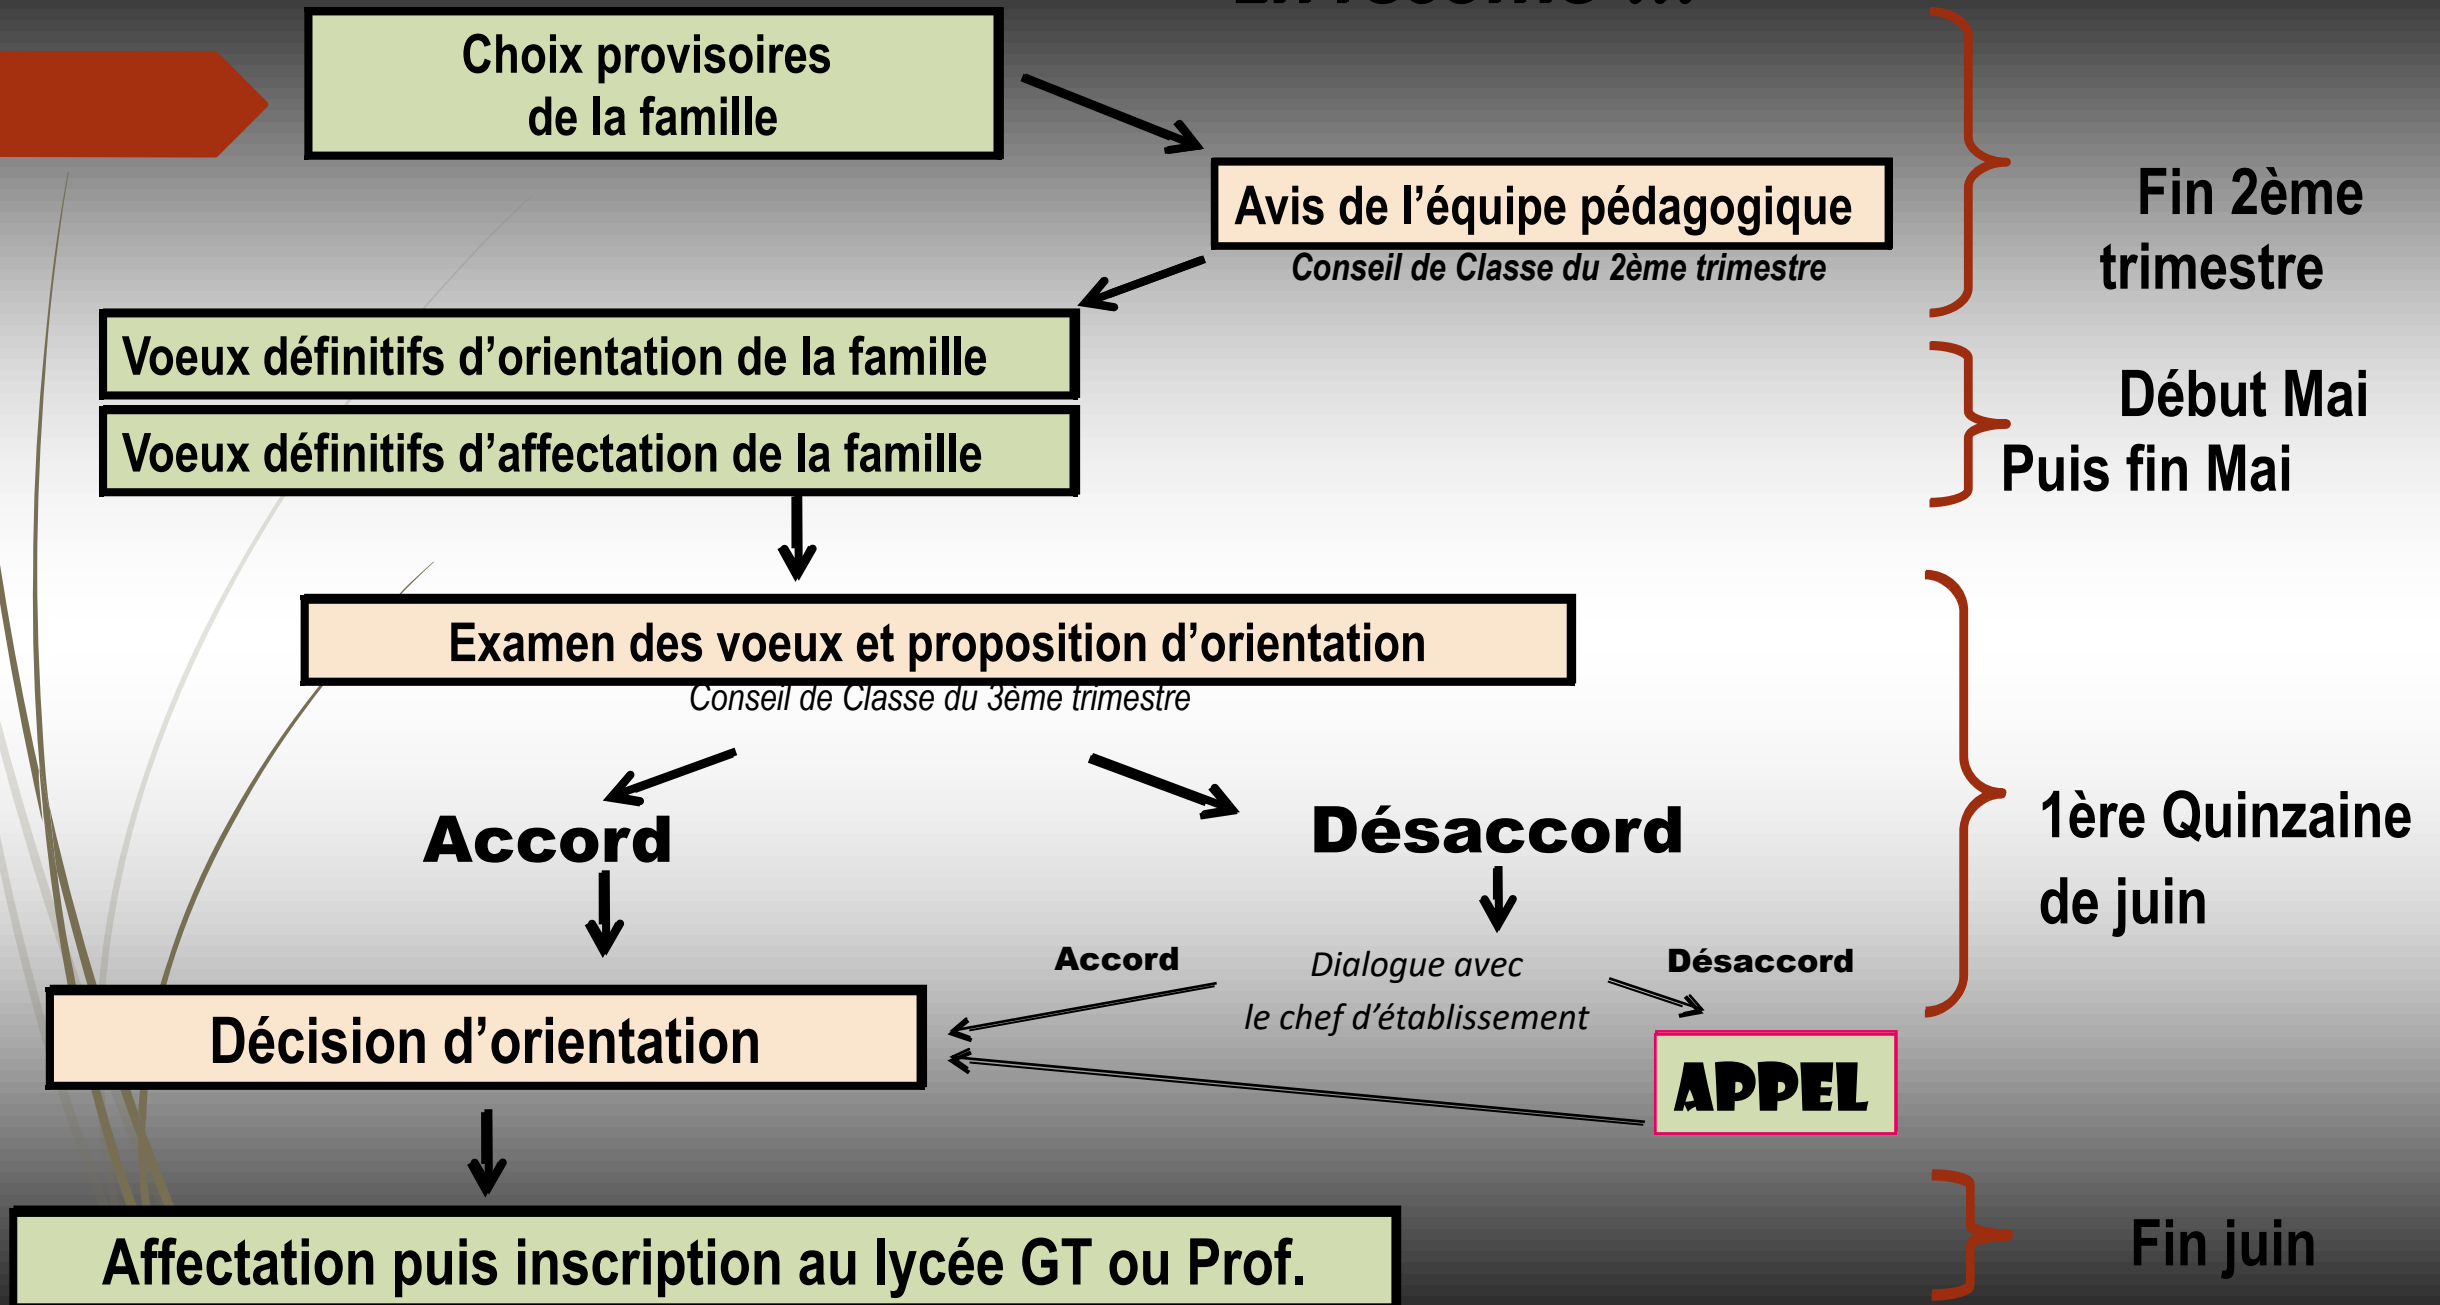 Choix provisoires
de la famille
Avis de l’équipe pédagogique
Conseil de Classe du 2ème trimestre
Fin 2ème
trimestre
Voeux définitifs d’orientation de la famille
Voeux définitifs d’affectation de la famille
Début Mai
Puis fin Mai
Examen des voeux et proposition d’orientation
Conseil de Classe du 3ème trimestre
Accord
Désaccord
1ère Quinzaine
de juin
Accord
Dialogue avec
le chef d’établissement
Désaccord
Décision d’orientation
APPEL
Affectation puis inscription au lycée GT ou Prof.
Fin juin